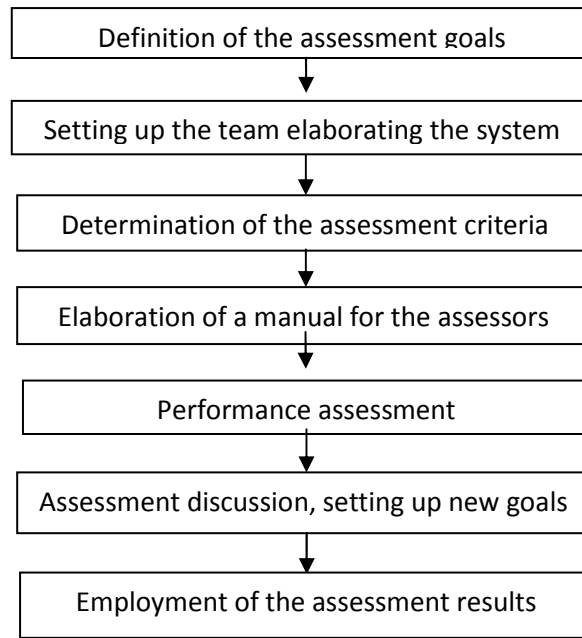 Definition of the assessment goals
Setting up the team elaborating the system
Determination of the assessment criteria
Elaboration of a manual for the assessors
Performance assessment
Assessment discussion, setting up new goals
Employment of the assessment results